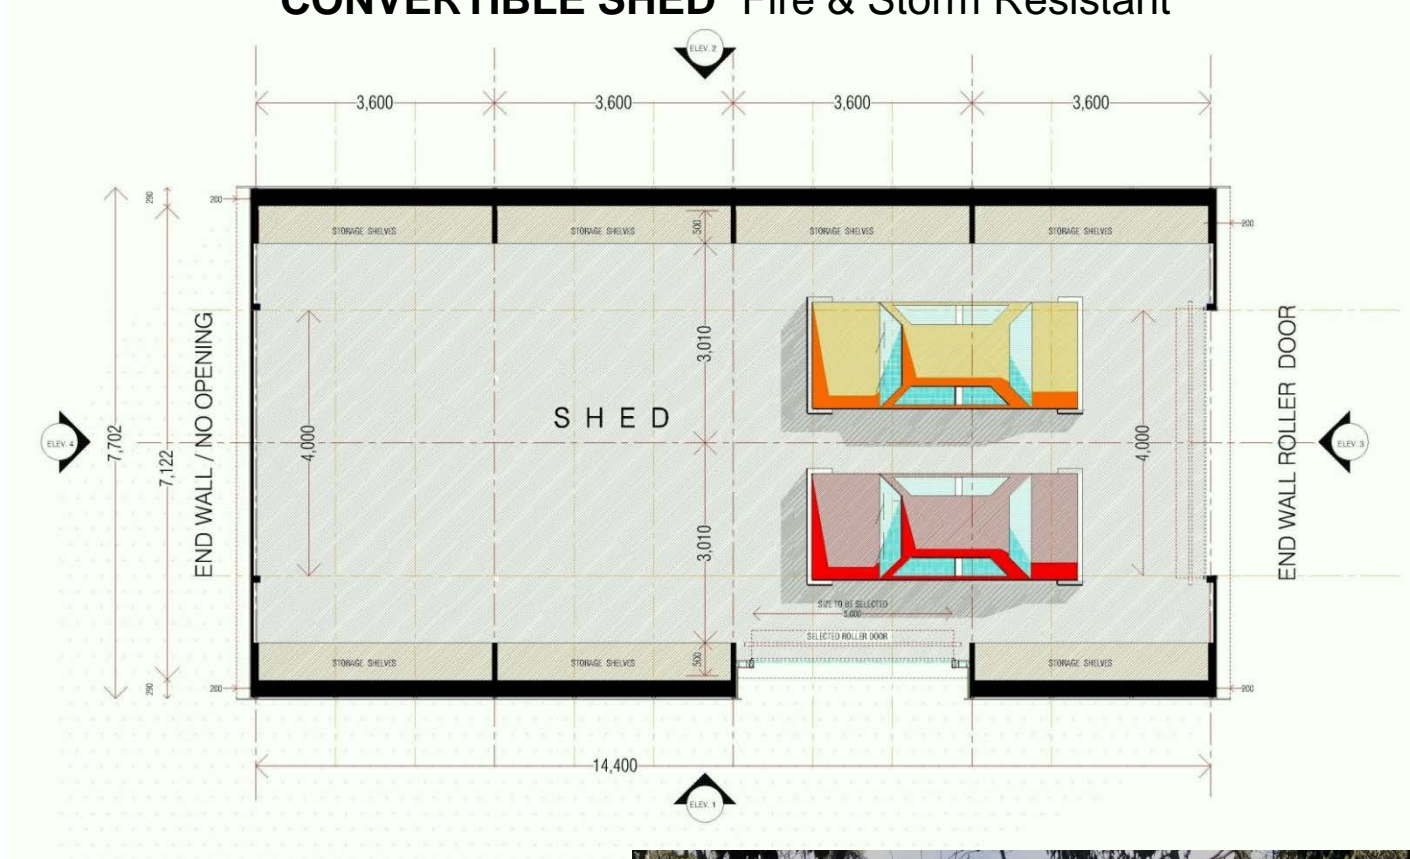 CONVERTIBLE SHED Fire & Storm Resistant
ELEV. 2
3,600
3,600
3,600
3,600
290
200
200
STORAGE SHELVES
500
STORAGE SHELVES
STORAGE SHELVES
STORAGE SHELVES
END WALL / NO OPENING
END WALL ROLLER DOOR
3,010
SHED
4,000
4,000
ELEV. 4
7,702
7,122
ELEV. 3
3,010
SIZE TO BE SELECTED
3,000
SELECTED ROLLER DOOR
STORAGE SHELVES
STORAGE SHELVES
500
STORAGE SHELVES
290
200
200
14,400
ELEV. 1